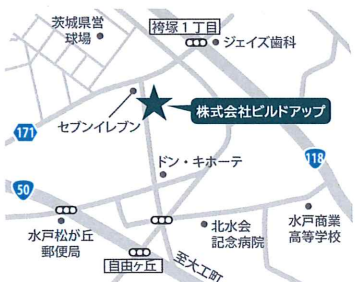 茨城県営
球場
袴塚1丁目
ジェイズ歯科
株式会社ビルドアップ
セブンイレブン
171
118
ドン・キホーテ
50
水戸松が丘
郵便局
北水会
記念病院
水戸商業
高等学校
自由ヶ丘
至大工町